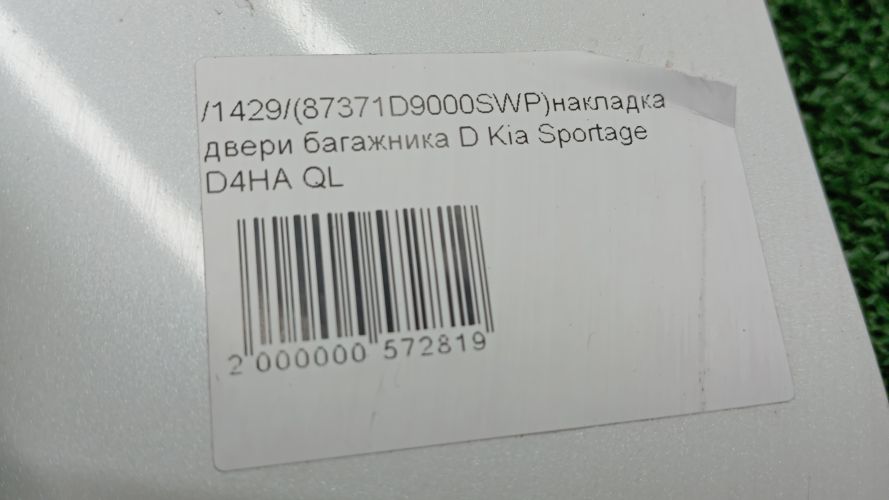 /1429/(87371D9000SWP)накладка
двери багажника D Kia Sportage
D4HA QL
2 000000 572819